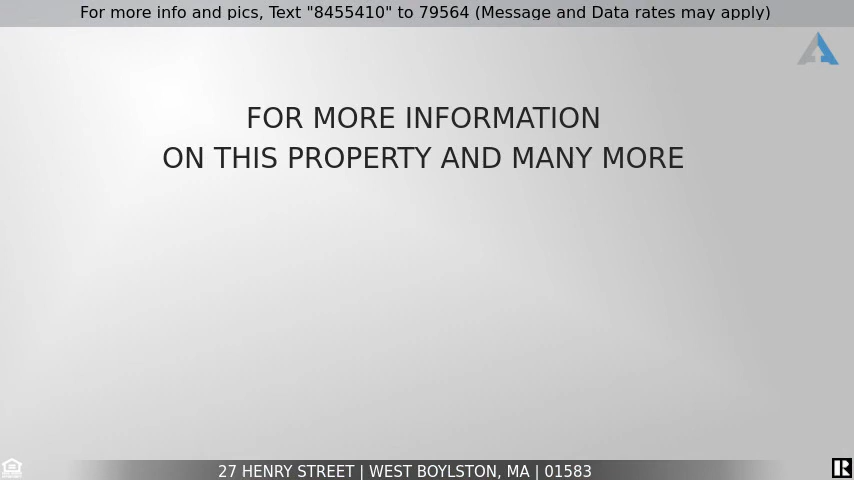 For more info and pics, Text "8455410" to 79564 (Message and Data rates may apply)
FOR MORE INFORMATION
ON THIS PROPERTY AND MANY MORE
27 HENRY STREET | WEST BOYLSTON, MA | 01583